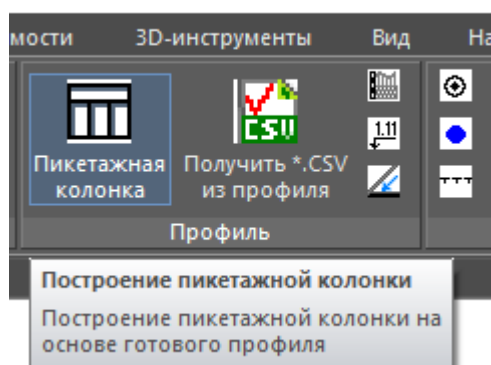 мости 3D-инструменты Вид На
CSV
1.11
Пикетажная
колонка
Получить *.CSV
из профиля
Профиль
Построение пикетажной колонки
Построение пикетажной колонки на
основе готового профиля